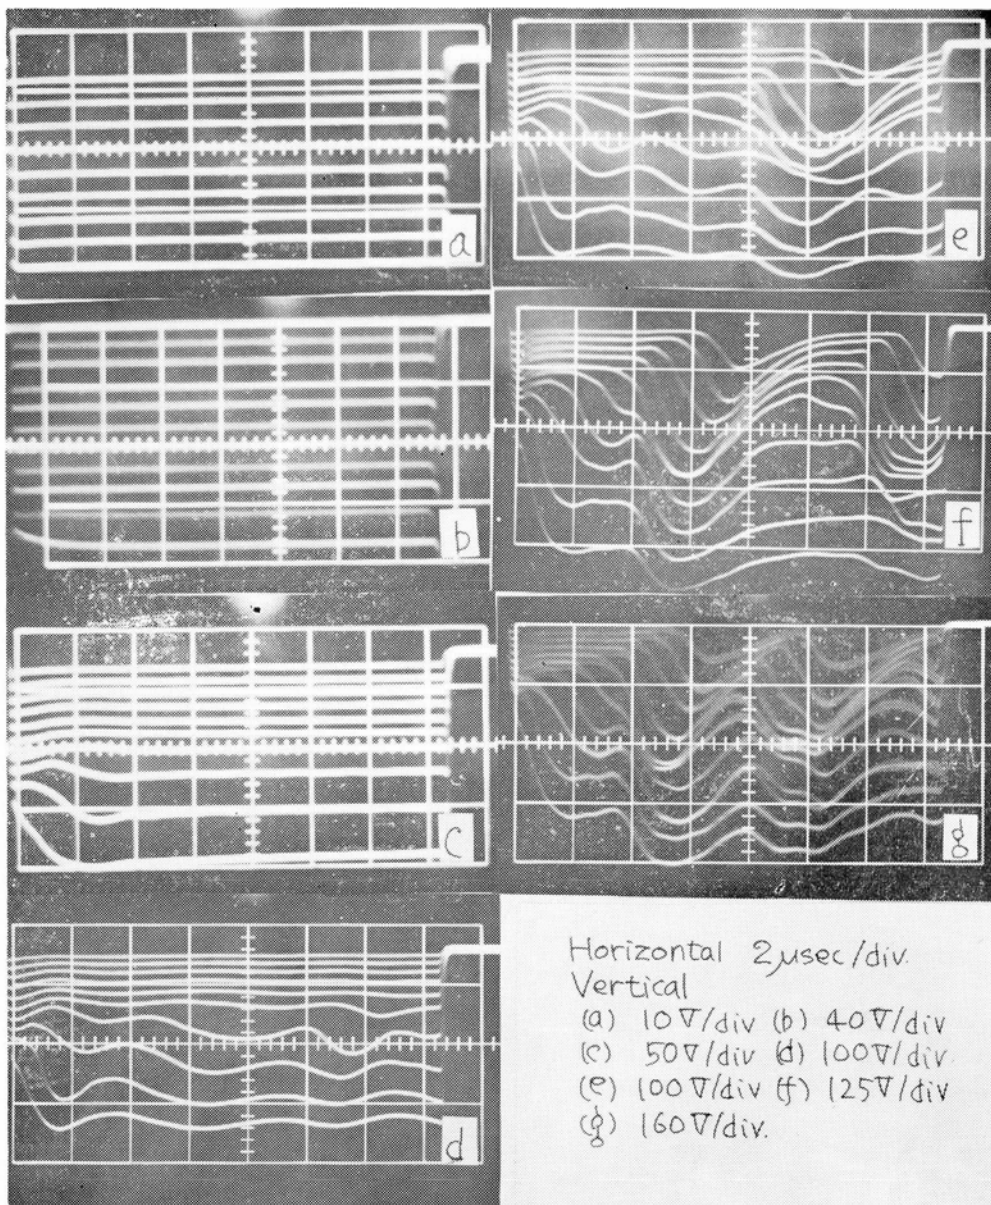 a
e
b
f
c
g
d
Horizontal 2μsec/div.
Vertical
(a) 10V/div (b) 40V/div
(c) 50V/div (d) 100V/div
(e) 100V/div (f) 125V/div
(g) 160V/div.